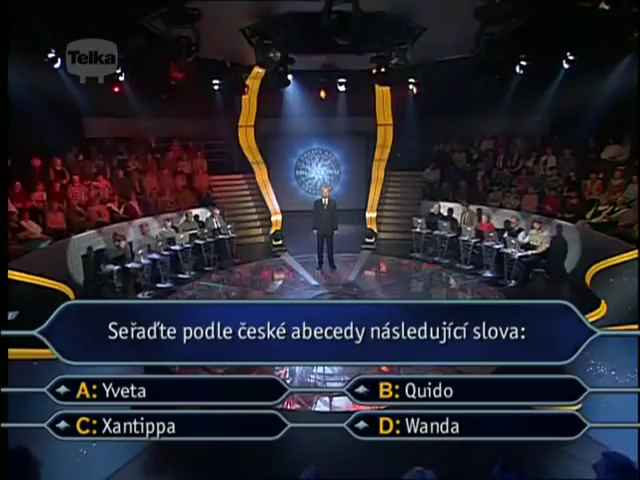 Telka
Seřaďte podle české abecedy následující slova:
A: Yveta
B: Quido
C: Xantippa
D: Wanda